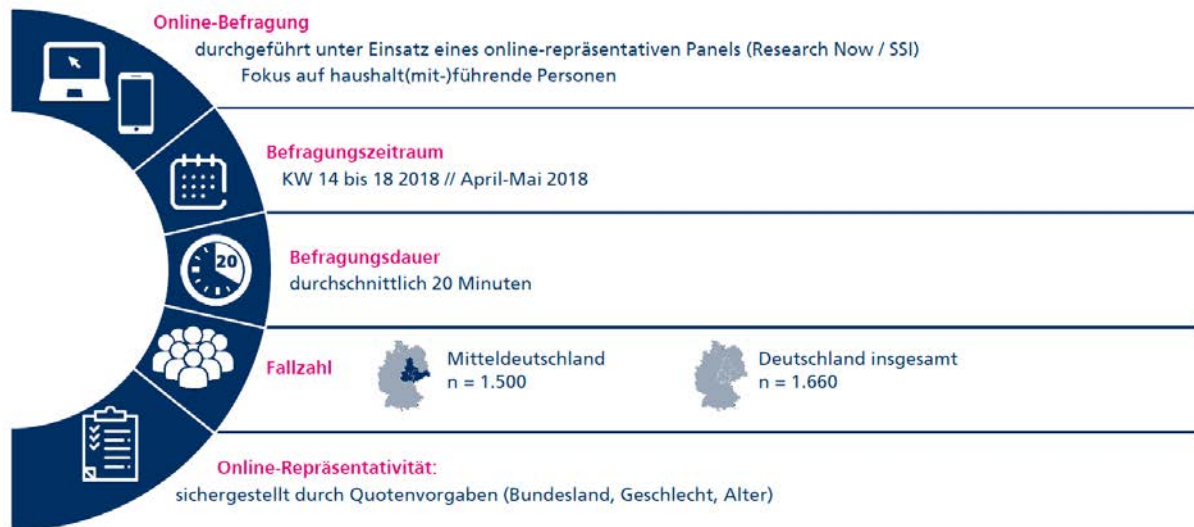 Online-Befragung
durchgeführt unter Einsatz eines online-repräsentativen Panels (Research Now / SSI)
Fokus auf haushalt(mit-)führende Personen
Befragungszeitraum
KW 14 bis 18 2018 // April-Mai 2018
20
Befragungsdauer
durchschnittlich 20 Minuten
Fallzahl
Mitteldeutschland
n = 1.500
Deutschland insgesamt
n = 1.660
Online-Repräsentativität:
sichergestellt durch Quotenvorgaben (Bundesland, Geschlecht, Alter)